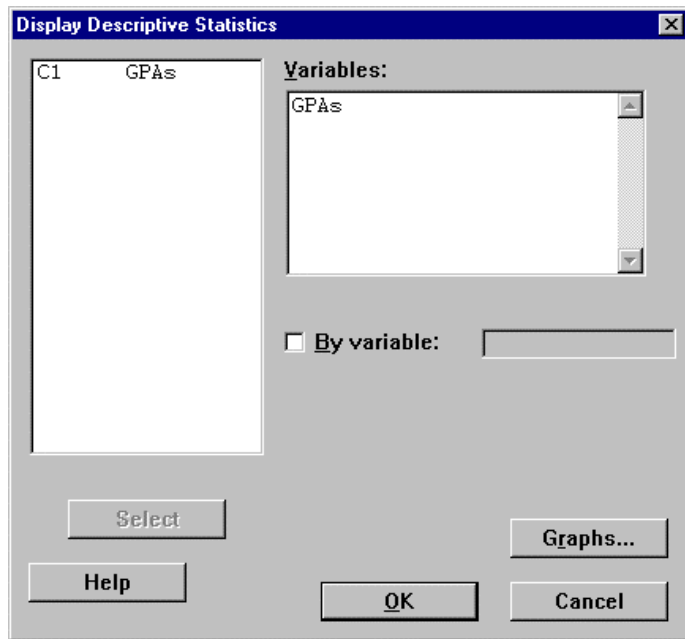 Display Descriptive Statistics
C1 GPAs
Variables:
GPAs
By variable:
Select
Graphs...
Help
OK
Cancel